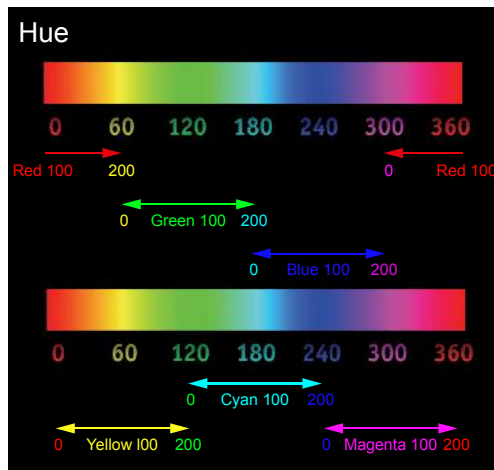 Hue
0 60 120 180 240 300 360
Red 100 200 0 Red 100
0 Green 100 200
0 Blue 100 200
0 60 120 180 240 300 360
0 Cyan 100 200
0 Yellow l00 200 0 Magenta 100 200